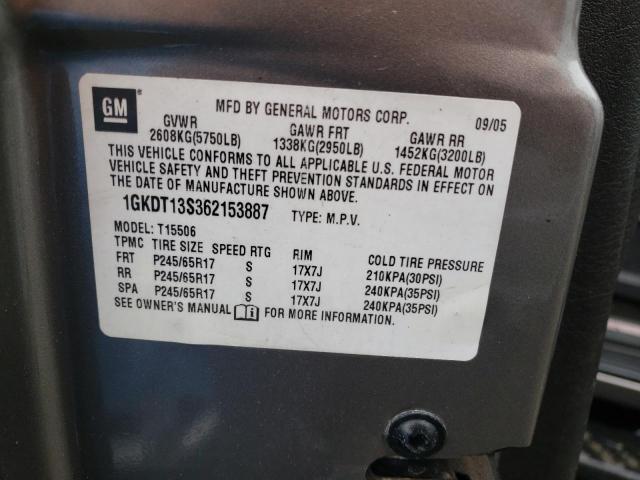 GM ®
MFD BY GENERAL MOTORS CORP. 09/05
GVWR GAWR FRT GAWR RR
2608KG(5750LB) 1338KG(2950LB) 1452KG(3200LB)
THIS VEHICLE CONFORMS TO ALL APPLICABLE U.S. FEDERAL MOTOR
VEHICLE SAFETY AND THEFT PREVENTION STANDARDS IN EFFECT ON
THE DATE OF MANUFACTURE SHOWN ABOVE.
1GKDT13S362153887 TYPE: M.P.V.
MODEL: T15506
TPMC TIRE SIZE SPEED RTG RIM COLD TIRE PRESSURE
FRT P245/65R17 S 17X7J 210KPA(30PSI)
RR P245/65R17 S 17X7J 240KPA(35PSI)
SPA P245/65R17 S 17X7J 240KPA(35PSI)
SEE OWNER'S MANUAL FOR MORE INFORMATION.